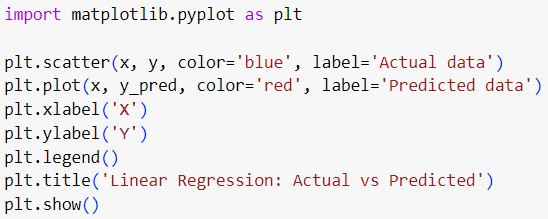 import matplotlib.pyplot as plt
plt.scatter(x, y, color='blue', label='Actual data')
plt.plot(x, y_pred, color='red', label='Predicted data')
plt.xlabel('X')
plt.ylabel('Y')
plt.legend()
plt.title('Linear Regression: Actual vs Predicted')
plt.show()